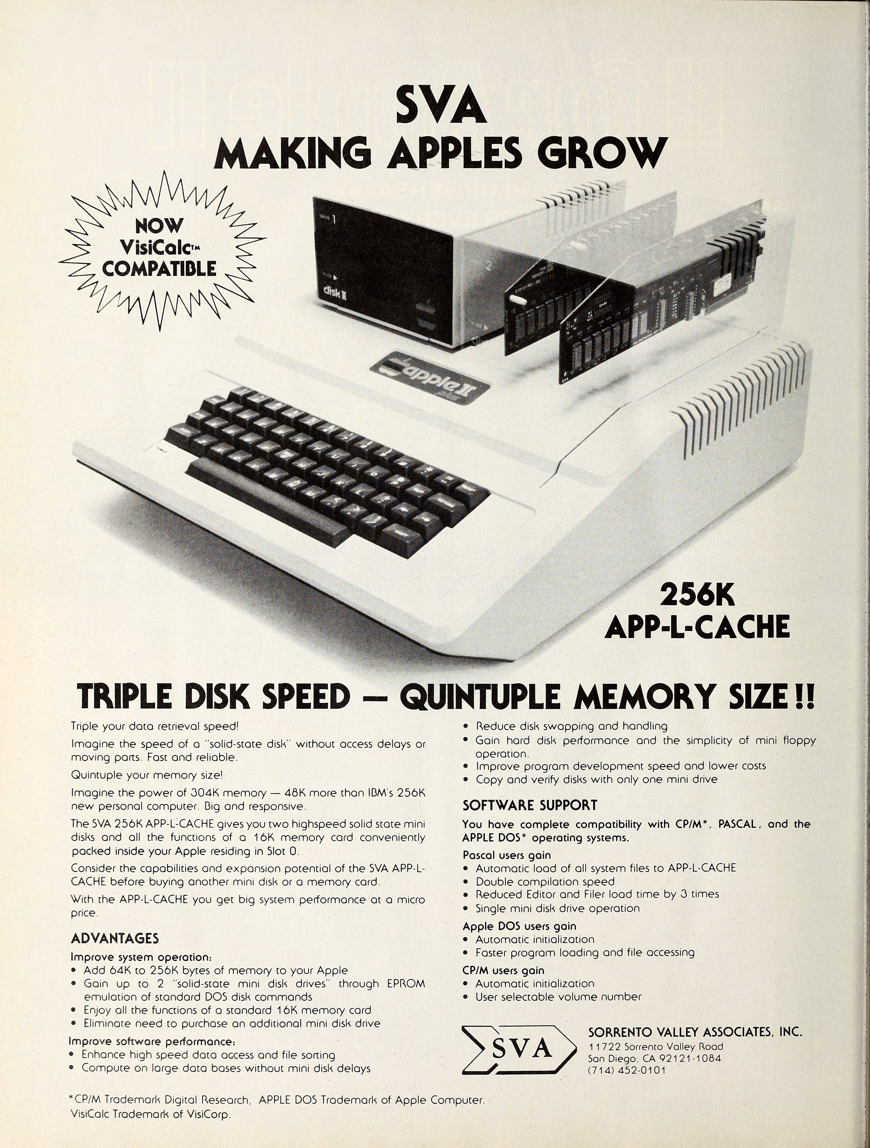 SVA
MAKING APPLES GROW
NOW
VisiCalc™
COMPATIBLE
1
2
disk II
apple II
plus
256K
APP-L-CACHE
TRIPLE DISK SPEED — QUINTUPLE MEMORY SIZE!!
Triple your data retrieval speed!
Imagine the speed of a "solid-state disk" without access delays or
moving parts. Fast and reliable.
Quintuple your memory size!
Imagine the power of 304K memory — 48K more than IBM's 256K
new personal computer. Big and responsive.
The SVA 256K APP-L-CACHE gives you two highspeed solid state mini
disks and all the functions of a 16K memory card conveniently
packed inside your Apple residing in Slot 0.
Consider the capabilities and expansion potential of the SVA APP-L-
CACHE before buying another mini disk or a memory card.
With the APP-L-CACHE you get big system performance at a micro
price.
ADVANTAGES
Improve system operation:
• Add 64K to 256K bytes of memory to your Apple
• Gain up to 2 "solid-state mini disk drives" through EPROM
emulation of standard DOS disk commands
• Enjoy all the functions of a standard 16K memory card
• Eliminate need to purchase an additional mini disk drive
Improve software performance:
• Enhance high speed data access and file sorting
• Compute on large data bases without mini disk delays
• Reduce disk swapping and handling
• Gain hard disk performance and the simplicity of mini floppy
operation.
• Improve program development speed and lower costs
• Copy and verify disks with only one mini drive
SOFTWARE SUPPORT
You have complete compatibility with CP/M*, PASCAL, and the
APPLE DOS* operating systems.
Pascal users gain
• Automatic load of all system files to APP-L-CACHE
• Double compilation speed
• Reduced Editor and Filer load time by 3 times
• Single mini disk drive operation
Apple DOS users gain
• Automatic initialization
• Faster program loading and file accessing
CP/M users gain
• Automatic initialization
• User selectable volume number
SVA
SORRENTO VALLEY ASSOCIATES, INC.
11722 Sorrento Valley Road
San Diego, CA 92121-1084
(714) 452-0101
*CP/M Trademark Digital Research, APPLE DOS Trademark of Apple Computer.
VisiCalc Trademark of VisiCorp.